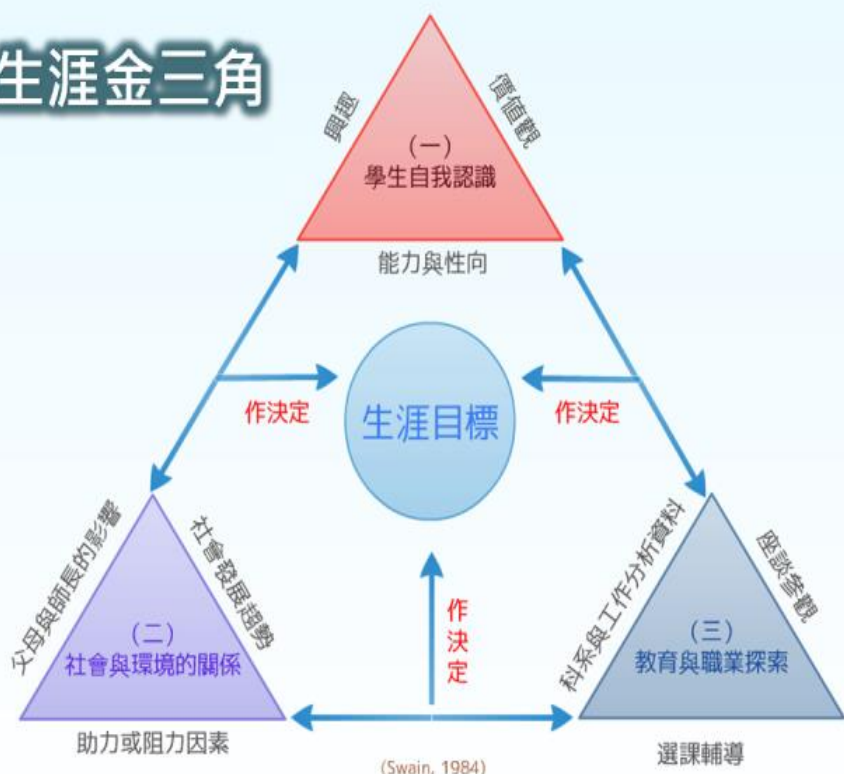 生涯金三角
興趣
價值觀
(一)
學生自我認識
能力與性向
作決定
生涯目標
作決定
父母與師長的影響
社會發展趨勢
(二)
社會與環境的關係
助力或阻力因素
作
決
定
科系與工作分析資料
座談參觀
(三)
教育與職業探索
選課輔導
(Swain, 1984)